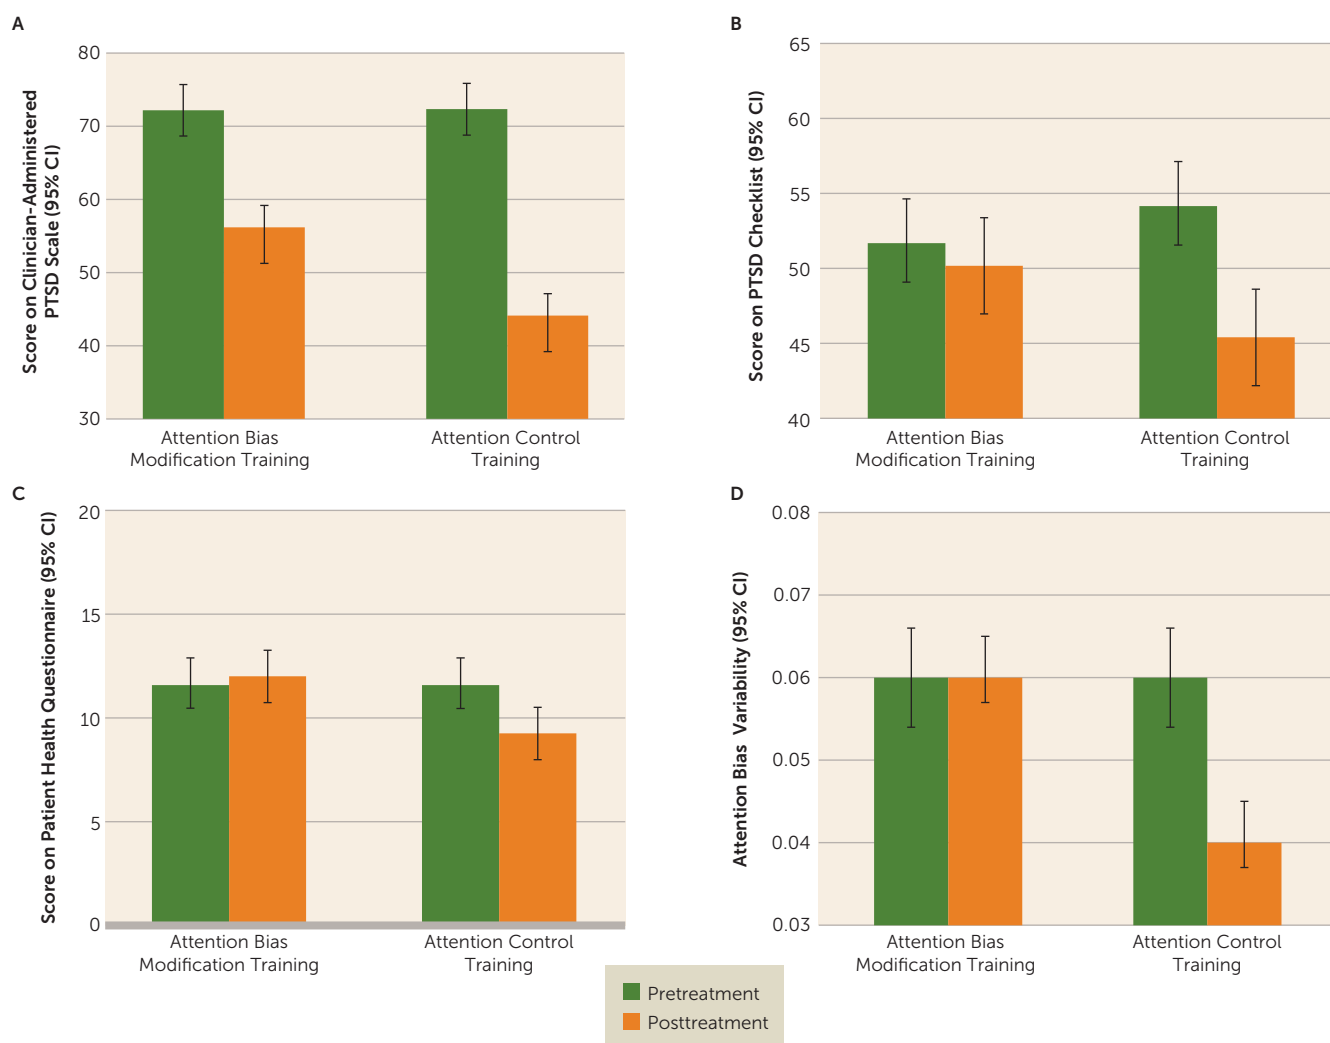 A
Score on Clinician-Administered
PTSD Scale (95% CI)
80
70
60
50
40
30
Attention Bias
Modification Training
Attention Control
Training
B
Score on PTSD Checklist (95% CI)
65
60
55
50
45
40
Attention Bias
Modification Training
Attention Control
Training
C
Score on Patient Health Questionnaire (95% CI)
20
15
10
5
0
Attention Bias
Modification Training
Attention Control
Training
D
Attention Bias Variability (95% CI)
0.08
0.07
0.06
0.05
0.04
0.03
Attention Bias
Modification Training
Attention Control
Training
Pretreatment
Posttreatment